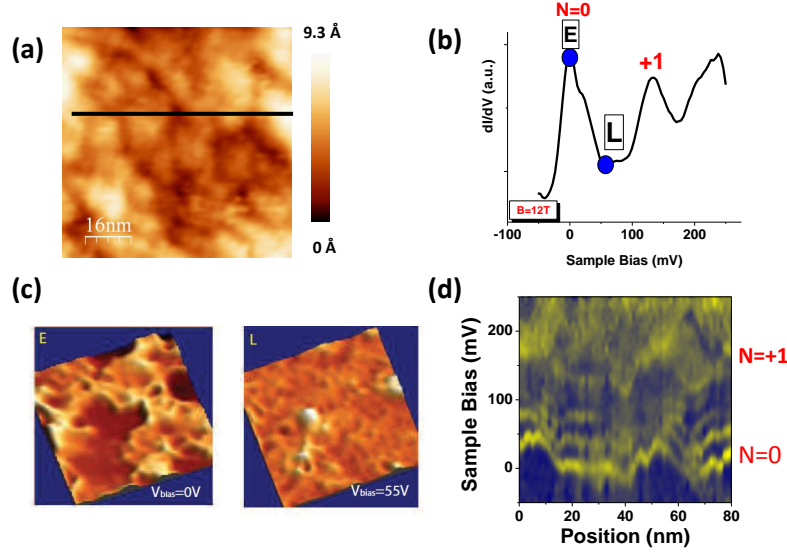 (a)
9.3 Å
16nm
0 Å
(b)
N=0
E
+1
L
dI/dV (a.u.)
B=12T
-100 0 100 200
Sample Bias (mV)
(c)
E
Vbias=0V
L
Vbias=55V
(d)
Sample Bias (mV)
200
100
0
N=+1
N=0
0 20 40 60 80
Position (nm)